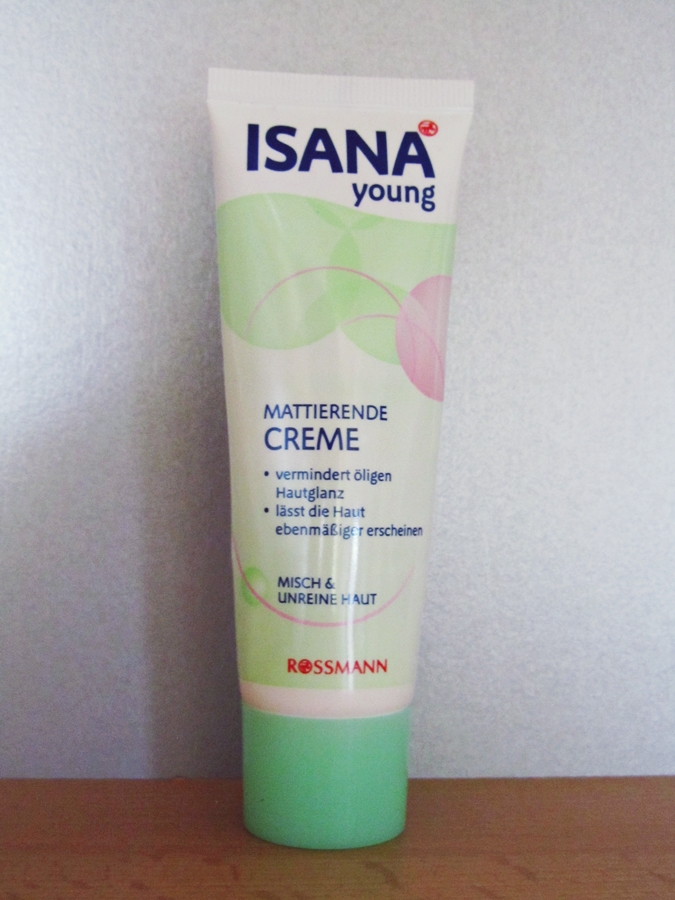 ISANA
young
MATTIERENDE
CREME
• vermindert öligen
Hautglanz
• lässt die Haut
ebenmäßiger erscheinen
MISCH &
UNREINE HAUT
ROSSMANN